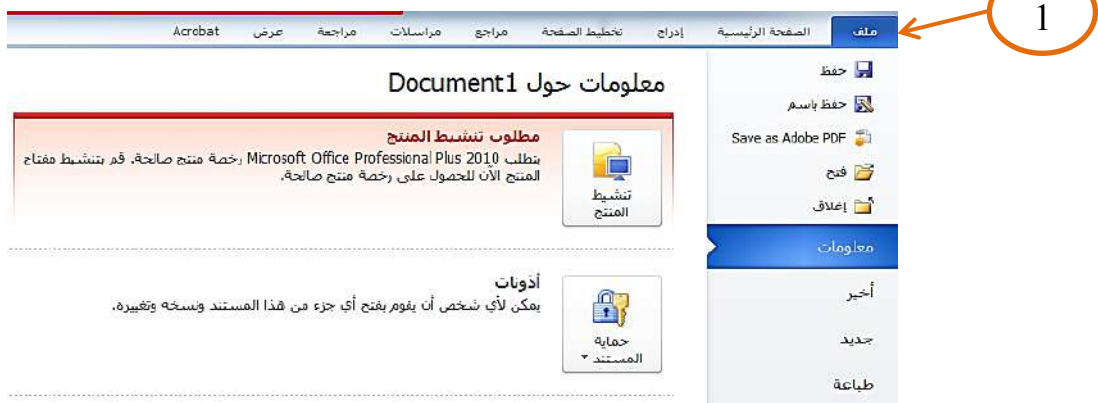 1
ملف الصفحة الرئيسية إدراج تخطيط الصفحة مراجع مراسلات مراجعة عرض Acrobat
حفظ
حفظ باسم
Save as Adobe PDF
فتح
إغلاق
معلومات
أخير
جديد
طباعة
معلومات حول Document1
تنشيط
المنتج
مطلوب تنشيط المنتج
يتطلب Microsoft Office Professional Plus 2010 رخصة منتج صالحة. قم بتنشيط مفتاح
المنتج الآن للحصول على رخصة منتج صالحة.
حماية
المستند
أذونات
يمكن لأي شخص أن يقوم بفتح أي جزء من هذا المستند ونسخه وتغييره.